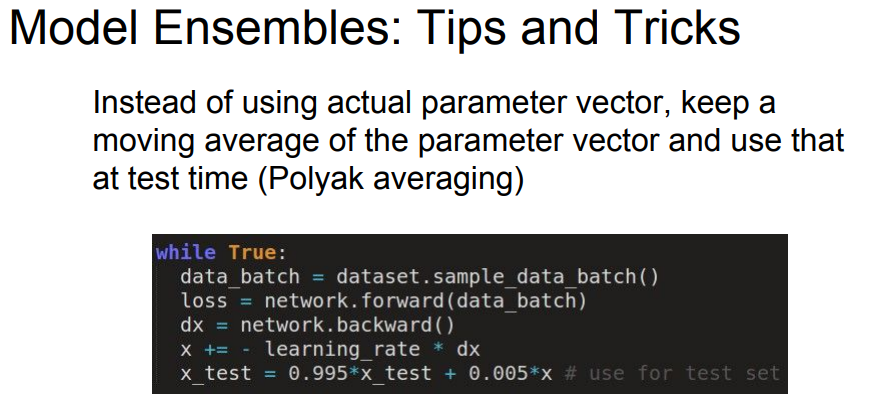 Model Ensembles: Tips and Tricks
Instead of using actual parameter vector, keep a
moving average of the parameter vector and use that
at test time (Polyak averaging)
while True:
data_batch = dataset.sample_data_batch()
loss = network.forward(data_batch)
dx = network.backward()
x += - learning_rate * dx
x_test = 0.995*x_test + 0.005*x # use for test set